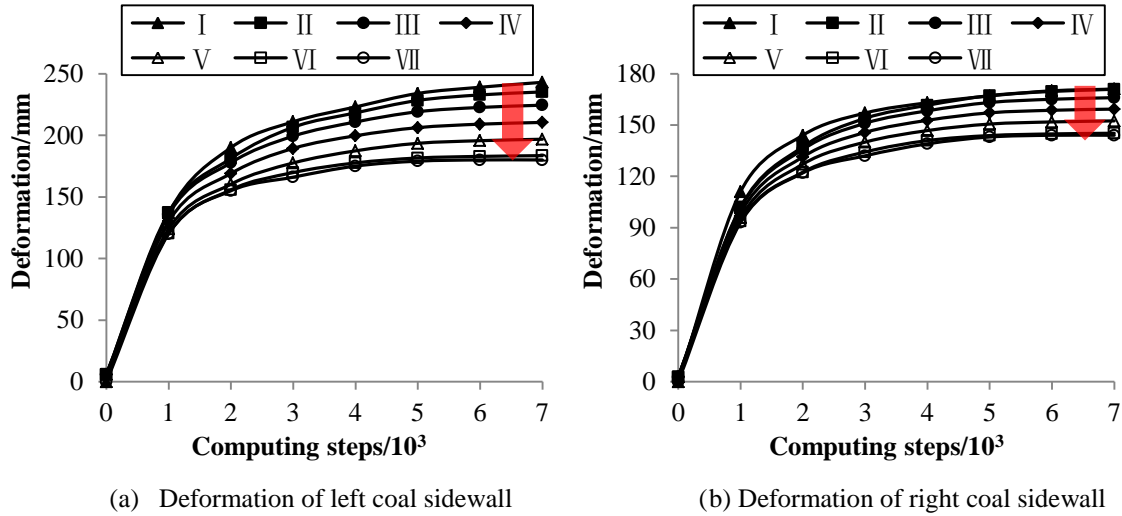 I II III IV
V VI VII
250
200
150
100
50
0
0 1 2 3 4 5 6 7
Deformation/mm
Computing steps/10³
(a) Deformation of left coal sidewall
I II III IV
V VI VII
180
150
120
90
60
30
0
0 1 2 3 4 5 6 7
Deformation/mm
Computing steps/10³
(b) Deformation of right coal sidewall